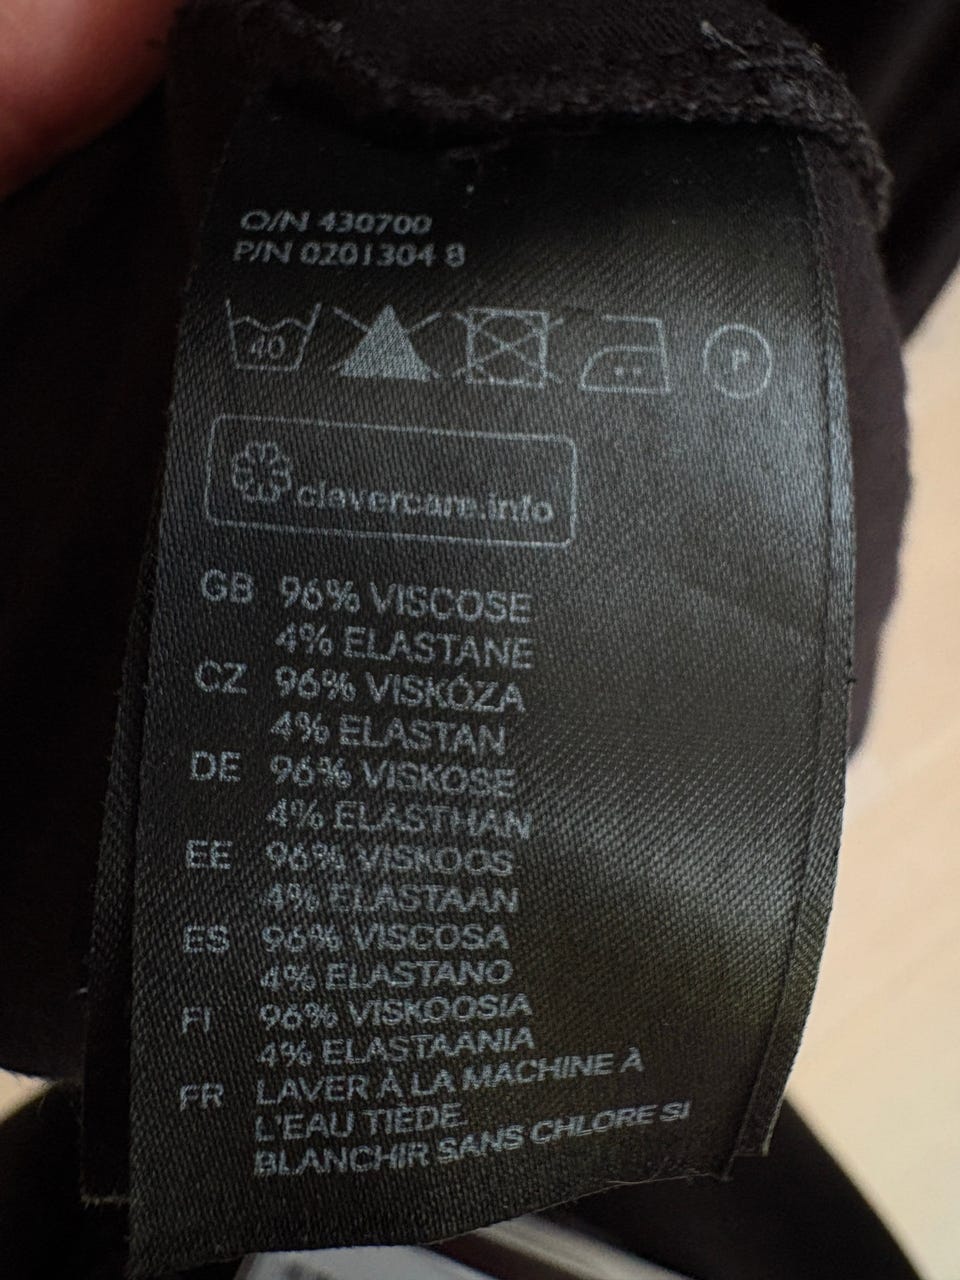 O/N 430700
P/N 0201304 8
40 P
clevercare.info
GB 96% VISCOSE
4% ELASTANE
CZ 96% VISKÓZA
4% ELASTAN
DE 96% VISKOSE
4% ELASTHAN
EE 96% VISKOOS
4% ELASTAAN
ES 96% VISCOSA
4% ELASTANO
FI 96% VISKOOSIA
4% ELASTAANIA
FR LAVER À LA MACHINE À
L'EAU TIÈDE.
BLANCHIR SANS CHLORE SI